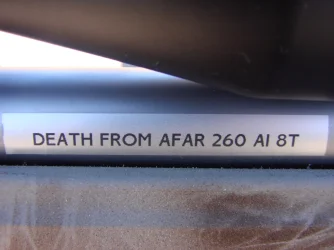 DEATH FROM AFAR 260 AI 8T